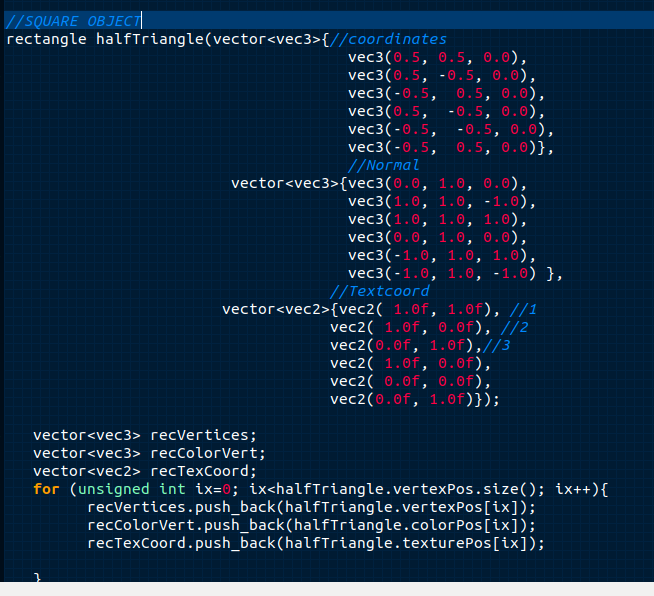 //SQUARE OBJECT
rectangle halfTriangle(vector<vec3>{//coordinates
vec3(0.5, 0.5, 0.0),
vec3(0.5, -0.5, 0.0),
vec3(-0.5,  0.5, 0.0),
vec3(0.5,  -0.5, 0.0),
vec3(-0.5,  -0.5, 0.0),
vec3(-0.5,  0.5, 0.0)},
//Normal
vector<vec3>{vec3(0.0, 1.0, 0.0),
vec3(1.0, 1.0, -1.0),
vec3(1.0, 1.0, 1.0),
vec3(0.0, 1.0, 0.0),
vec3(-1.0, 1.0, 1.0),
vec3(-1.0, 1.0, -1.0) },
//Textcoord
vector<vec2>{vec2( 1.0f, 1.0f), //1
vec2( 1.0f, 0.0f), //2
vec2(0.0f, 1.0f),//3
vec2( 1.0f, 0.0f),
vec2( 0.0f, 0.0f),
vec2(0.0f, 1.0f)});
vector<vec3> recVertices;
vector<vec3> recColorVert;
vector<vec2> recTexCoord;
for (unsigned int ix=0; ix<halfTriangle.vertexPos.size(); ix++){
recVertices.push_back(halfTriangle.vertexPos[ix]);
recColorVert.push_back(halfTriangle.colorPos[ix]);
recTexCoord.push_back(halfTriangle.texturePos[ix]);
}